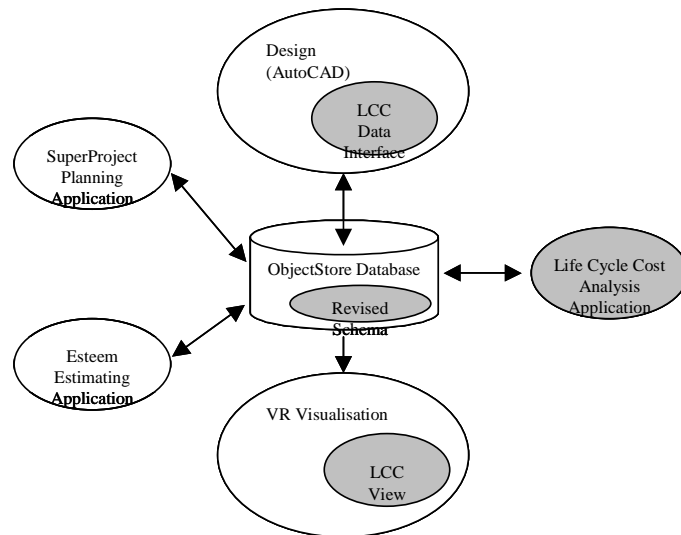 Design
(AutoCAD)
LCC
Data
Interface
SuperProject
Planning
Application
ObjectStore Database
Revised
Schema
Life Cycle Cost
Analysis
Application
Esteem
Estimating
Application
VR Visualisation
LCC
View